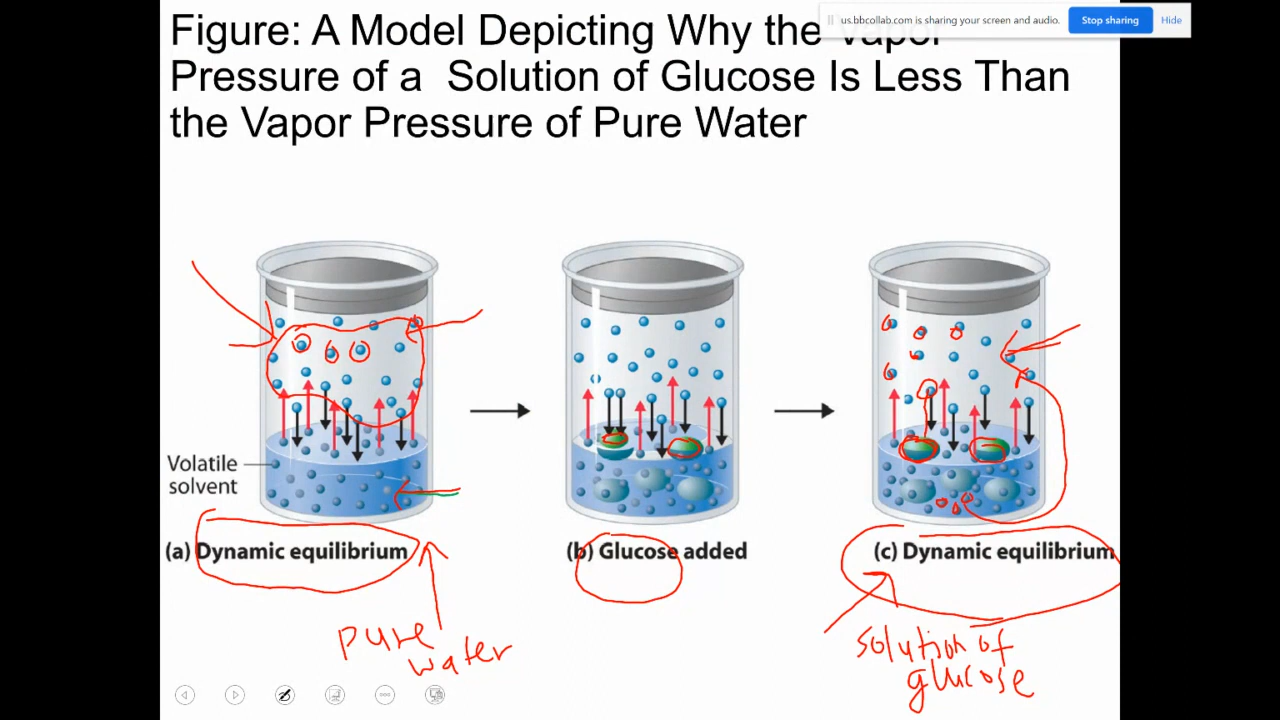 us.bbcollab.com is sharing your screen and audio.
Stop sharing
Hide
Figure: A Model Depicting Why the Vapor
Pressure of a Solution of Glucose Is Less Than
the Vapor Pressure of Pure Water
Volatile
solvent
(a) Dynamic equilibrium
(b) Glucose added
(c) Dynamic equilibrium
pure
water
solution of
glucose